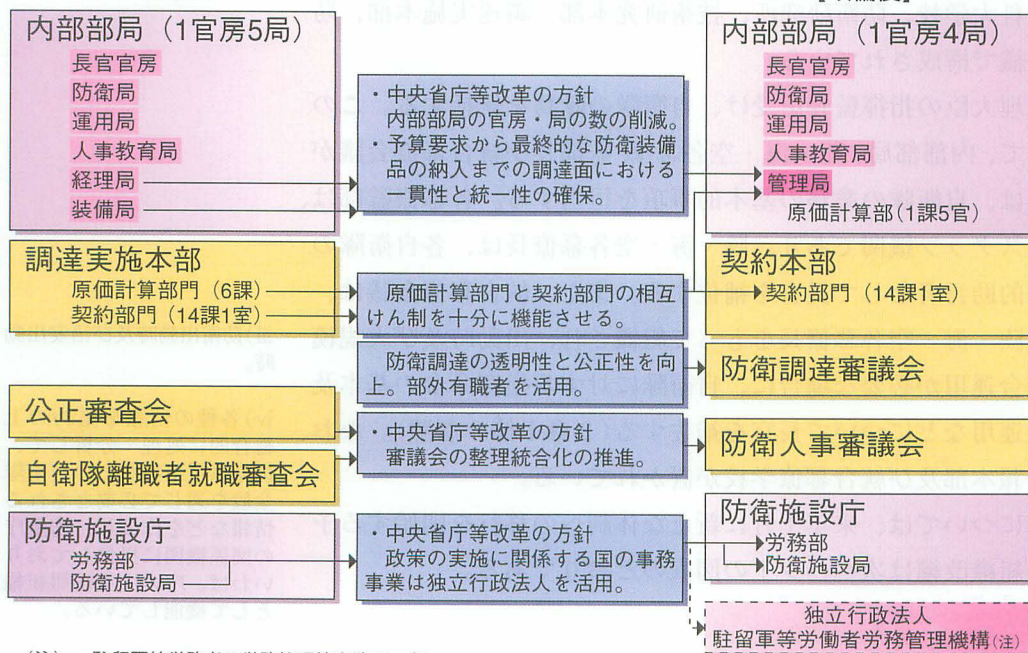 内部部局（1官房5局）
長官官房
防衛局
運用局
人事教育局
経理局
装備局
調達実施本部
原価計算部門（6課）
契約部門（14課1室）
公正審査会
自衛隊離職者就職審査会
防衛施設庁
労務部
防衛施設局
・中央省庁等改革の方針
内部部局の官房・局の数の削減。
・予算要求から最終的な防衛装備
品の納入までの調達面における
一貫性と統一性の確保。
原価計算部門と契約部門の相互
けん制を十分に機能させる。
防衛調達の透明性と公正性を向
上。部外有識者を活用。
・中央省庁等改革の方針
審議会の整理統合化の推進。
・中央省庁等改革の方針
政策の実施に関係する国の事務
事業は独立行政法人を活用。
内部部局（1官房4局）
長官官房
防衛局
運用局
人事教育局
管理局
原価計算部（1課5官）
契約本部
契約部門（14課1室）
防衛調達審議会
防衛人事審議会
防衛施設庁
労務部
防衛施設局
独立行政法人
駐留軍等労働者労務管理機構（注）